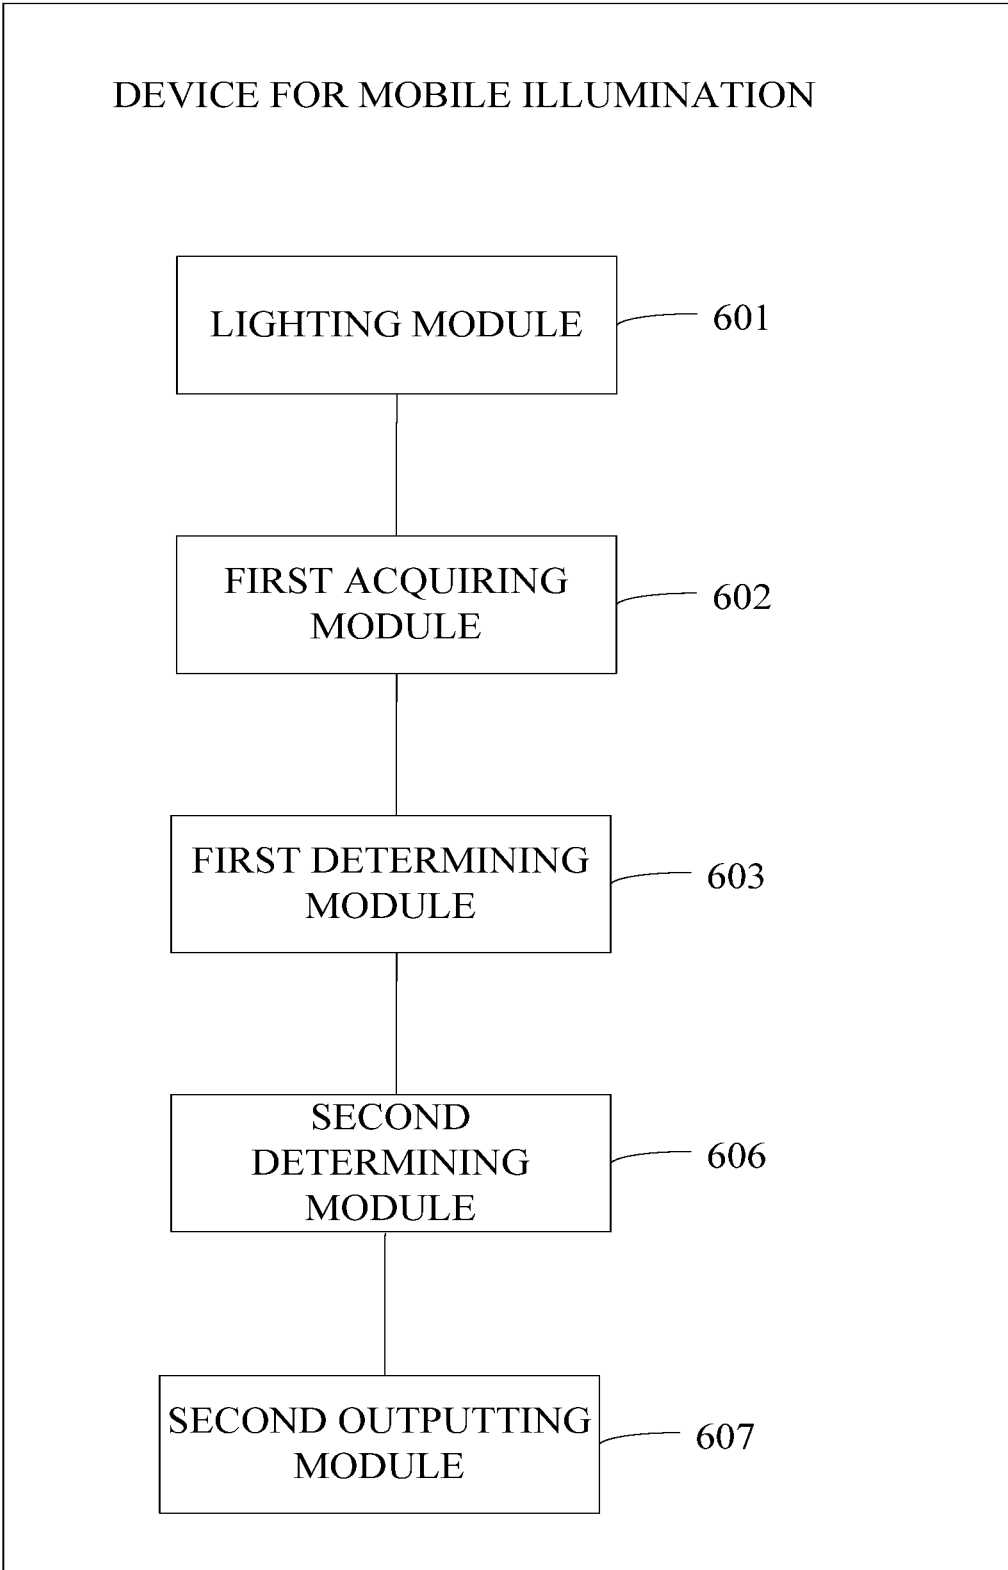 DEVICE FOR MOBILE ILLUMINATION
LIGHTING MODULE
601
FIRST ACQUIRING
MODULE
602
FIRST DETERMINING
MODULE
603
SECOND
DETERMINING
MODULE
606
SECOND OUTPUTTING
MODULE
607